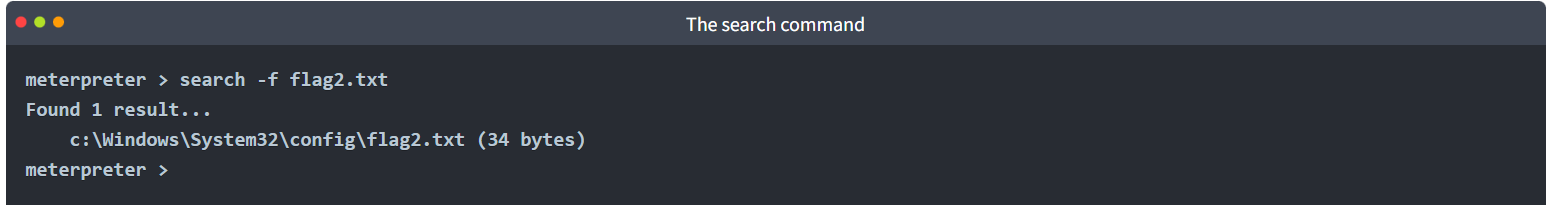 The search command
meterpreter > search -f flag2.txt
Found 1 result...
    c:\Windows\System32\config\flag2.txt (34 bytes)
meterpreter >